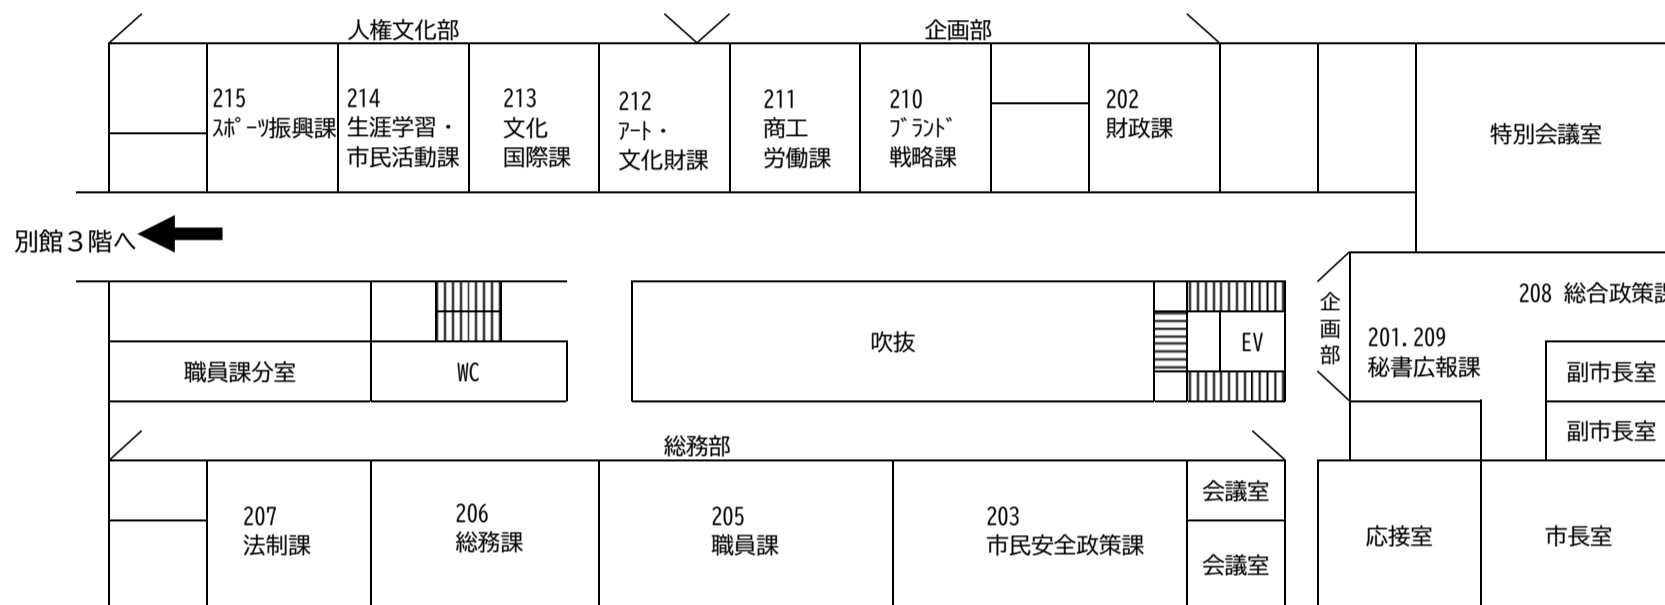 人権文化部
企画部
215
スポーツ振興課
214
生涯学習・
市民活動課
213
文化
国際課
212
アート・
文化財課
211
商工
労働課
210
ブランド
戦略課
202
財政課
特別会議室
別館３階へ
吹抜
EV
企画部
208 総合政策課
201.209
秘書広報課
職員課分室
WC
副市長室
副市長室
総務部
207
法制課
206
総務課
205
職員課
203
市民安全政策課
会議室
会議室
応接室
市長室